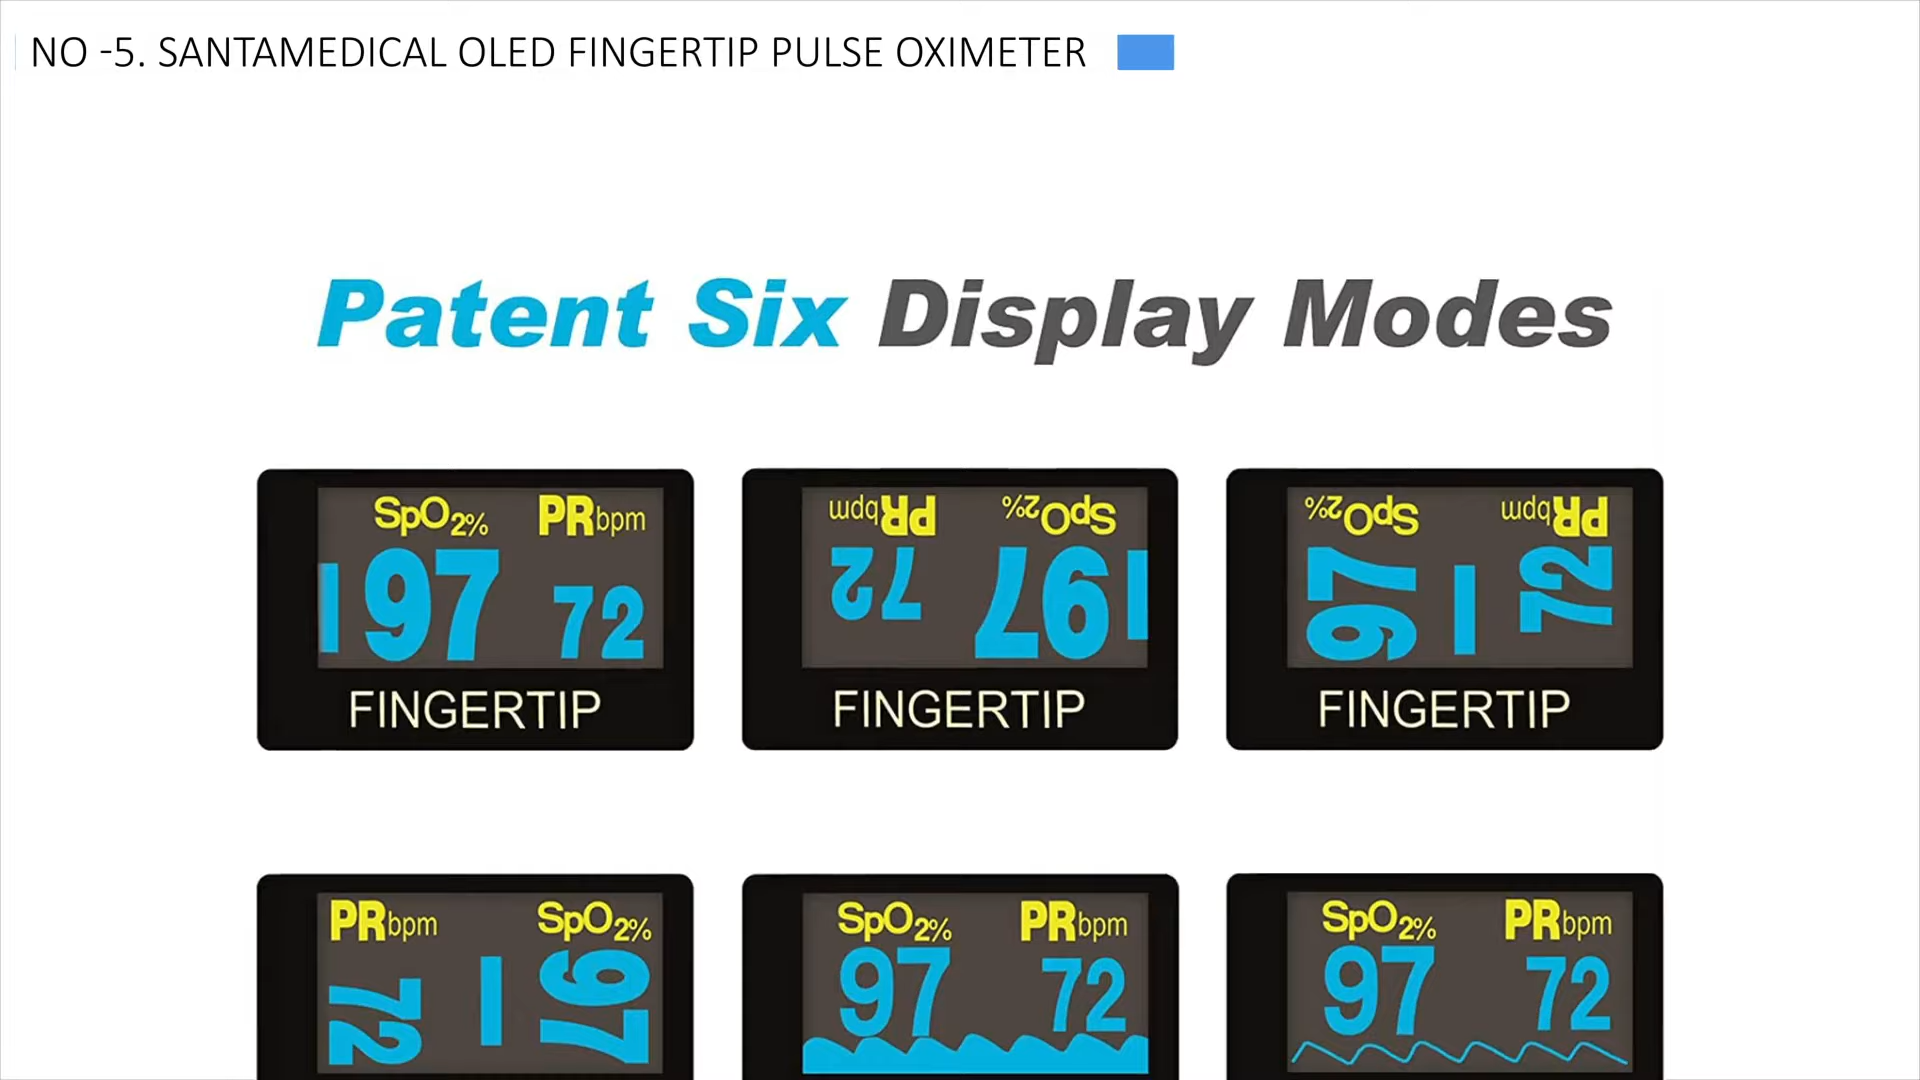 NO -5. SANTAMEDICAL OLED FINGERTIP PULSE OXIMETER
Patent Six Display Modes
SpO2% PRbpm
97 72
FINGERTIP
PRbpm SpO2%
72 97
FINGERTIP
SpO2% PRbpm
97 72
FINGERTIP
PRbpm SpO2%
72 97
SpO2% PRbpm
97 72
SpO2% PRbpm
97 72